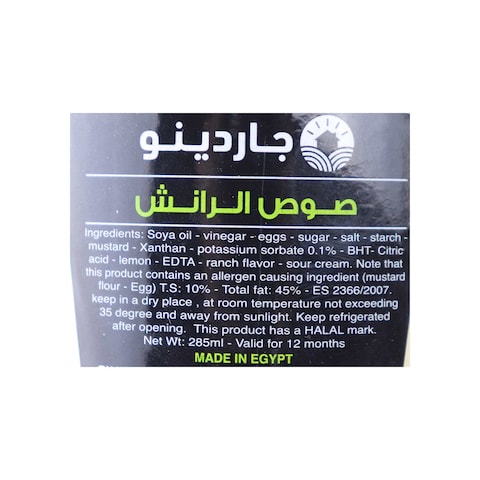 جاردينو
صوص الرانش
Ingredients: Soya oil - vinegar - eggs - sugar - salt - starch -
mustard - Xanthan - potassium sorbate 0.1% - BHT- Citric
acid - lemon - EDTA - ranch flavor - sour cream. Note that
this product contains an allergen causing ingredient (mustard
flour - Egg) T.S: 10% - Total fat: 45% - ES 2366/2007.
keep in a dry place , at room temperature not exceeding
35 degree and away from sunlight. Keep refrigerated
after opening. This product has a HALAL mark.
Net Wt: 285ml - Valid for 12 months
MADE IN EGYPT